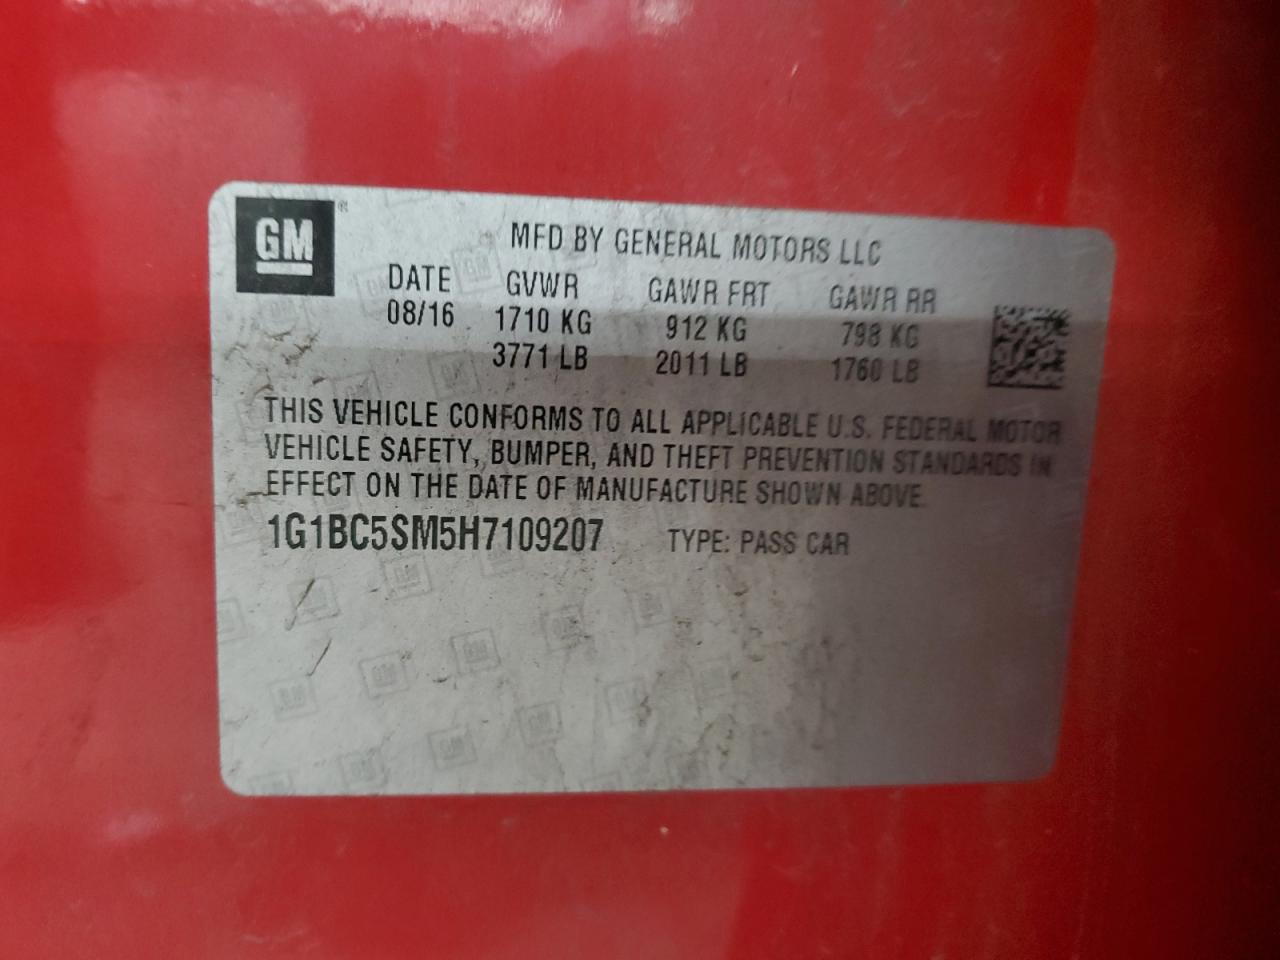 GM ®
MFD BY GENERAL MOTORS LLC
DATE GVWR GAWR FRT GAWR RR
08/16 1710 KG 912 KG 798 KG
3771 LB 2011 LB 1760 LB
THIS VEHICLE CONFORMS TO ALL APPLICABLE U.S. FEDERAL MOTOR
VEHICLE SAFETY, BUMPER, AND THEFT PREVENTION STANDARDS IN
EFFECT ON THE DATE OF MANUFACTURE SHOWN ABOVE.
1G1BC5SM5H7109207 TYPE: PASS CAR